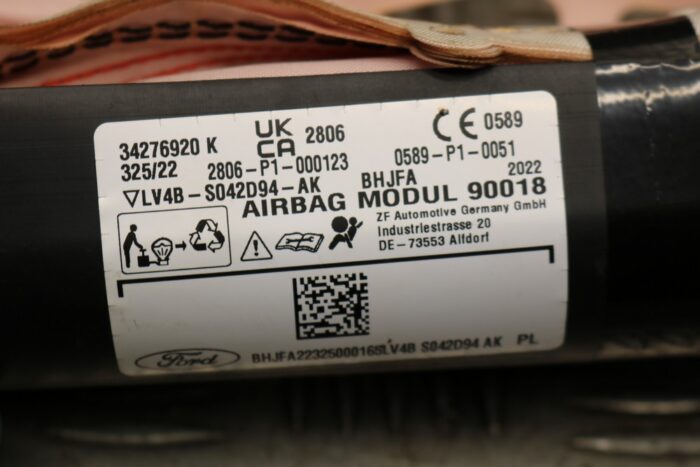 34276920 K UK CA 2806 CE 0589
325/22 2806-P1-000123 0589-P1-0051
▽LV4B-S042D94-AK BHJFA 2022
AIRBAG MODUL 90018
ZF Automotive Germany GmbH
Industriestrasse 20
DE-73553 Alfdorf
Ford BHJFA2232500016SLV4B S042D94 AK PL